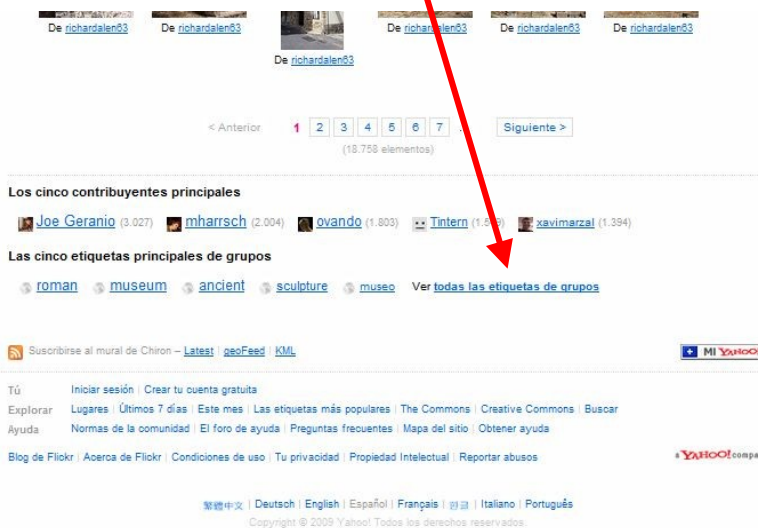 De richardalen63 De richardalen63 De richardalen63 De richardalen63 De richardalen63
De richardalen63
< Anterior 1 2 3 4 5 6 7 Siguiente >
(18.758 elementos)
Los cinco contribuyentes principales
Joe Geranio (3.027) mharrsch (2.004) ovando (1.803) Tintern xavimarzal (1.394)
Las cinco etiquetas principales de grupos
roman museum ancient sculpture museo Ver todas las etiquetas de grupos
Suscribirse al mural de Chiron – Latest | geoFeed | KML
MI YAHOO!
Tú Iniciar sesión | Crear tu cuenta gratuita
Explorar Lugares | Últimos 7 días | Este mes | Las etiquetas más populares | The Commons | Creative Commons | Buscar
Ayuda Normas de la comunidad | El foro de ayuda | Preguntas frecuentes | Mapa del sitio | Obtener ayuda
Blog de Flickr | Acerca de Flickr | Condiciones de uso | Tu privacidad | Propiedad Intelectual | Reportar abusos
a YAHOO! compa
繁體中文 | Deutsch | English | Español | Français | 한글 | Italiano | Português
Copyright © 2009 Yahoo! Todos los derechos reservados.